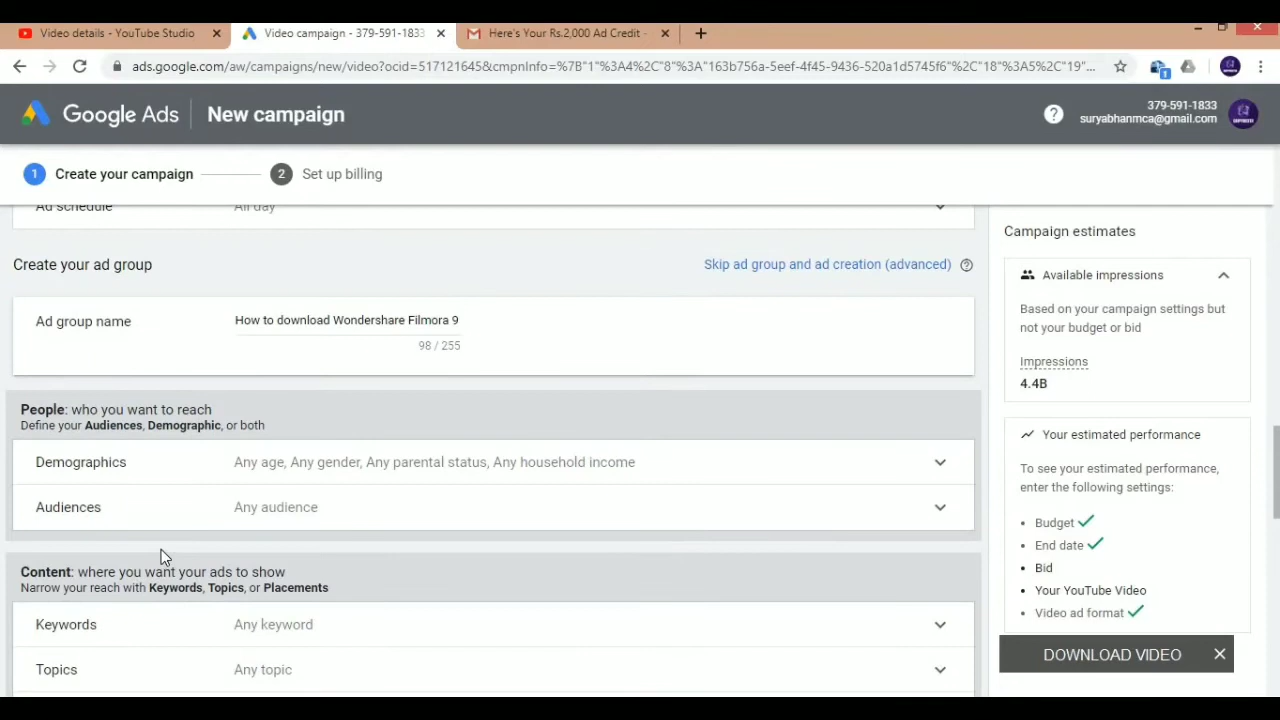 Video details - YouTube Studio
Video campaign - 379-591-1833
Here's Your Rs.2,000 Ad Credit -
ads.google.com/aw/campaigns/new/video?ocid=517121645&cmpnInfo=%7B"1"%3A4%2C"8"%3A"163b756a-5eef-4f45-9436-520a1d5745f6"%2C"18"%3A5%2C"19"...
Google Ads
New campaign
379-591-1833
suryabhanmca@gmail.com
1 Create your campaign
2 Set up billing
Ad schedule All day
Create your ad group
Skip ad group and ad creation (advanced)
Ad group name How to download Wondershare Filmora 9
98 / 255
People: who you want to reach
Define your Audiences, Demographic, or both
Demographics Any age, Any gender, Any parental status, Any household income
Audiences Any audience
Content: where you want your ads to show
Narrow your reach with Keywords, Topics, or Placements
Keywords Any keyword
Topics Any topic
Campaign estimates
Available impressions
Based on your campaign settings but
not your budget or bid
Impressions
4.4B
Your estimated performance
To see your estimated performance,
enter the following settings:
Budget
End date
Bid
Your YouTube Video
Video ad format
DOWNLOAD VIDEO